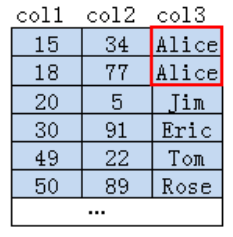 col1 col2 col3
15 34 Alice
18 77 Alice
20 5 Jim
30 91 Eric
49 22 Tom
50 89 Rose
...